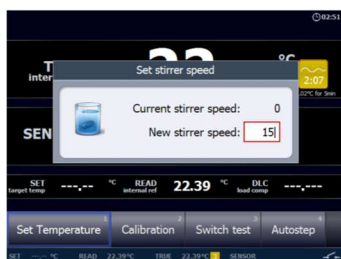 02:51
°C
inter
2:07
.02°C for 5min
Set stirrer speed
Current stirrer speed: 0
New stirrer speed: 15
SEN
SET target temp ---.-- °C READ internal ref 22.39 °C DLC load comp ---.---
1 2 3 4
Set Temperature Calibration Switch test Autostep
SET ---.-- °C READ 22.39°C TRUE 22.39°C 3 SENSOR